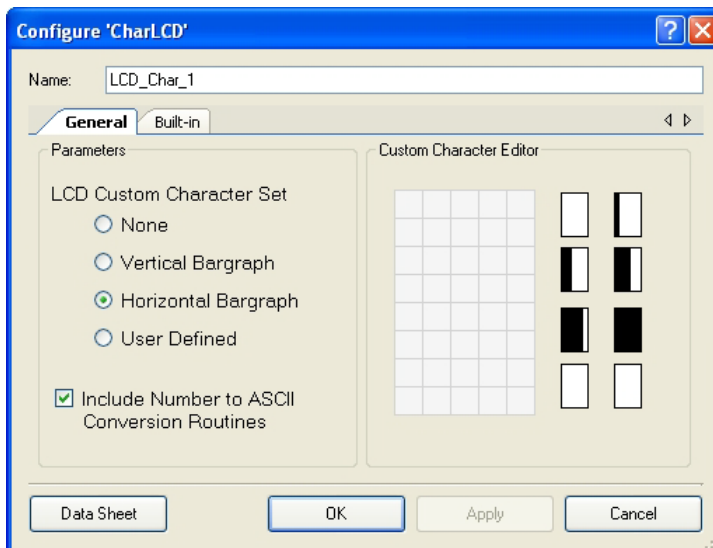 Configure 'CharLCD'
Name: LCD_Char_1
General Built-in
Parameters
LCD Custom Character Set
None
Vertical Bargraph
Horizontal Bargraph
User Defined
Include Number to ASCII
Conversion Routines
Custom Character Editor
Data Sheet OK Apply Cancel